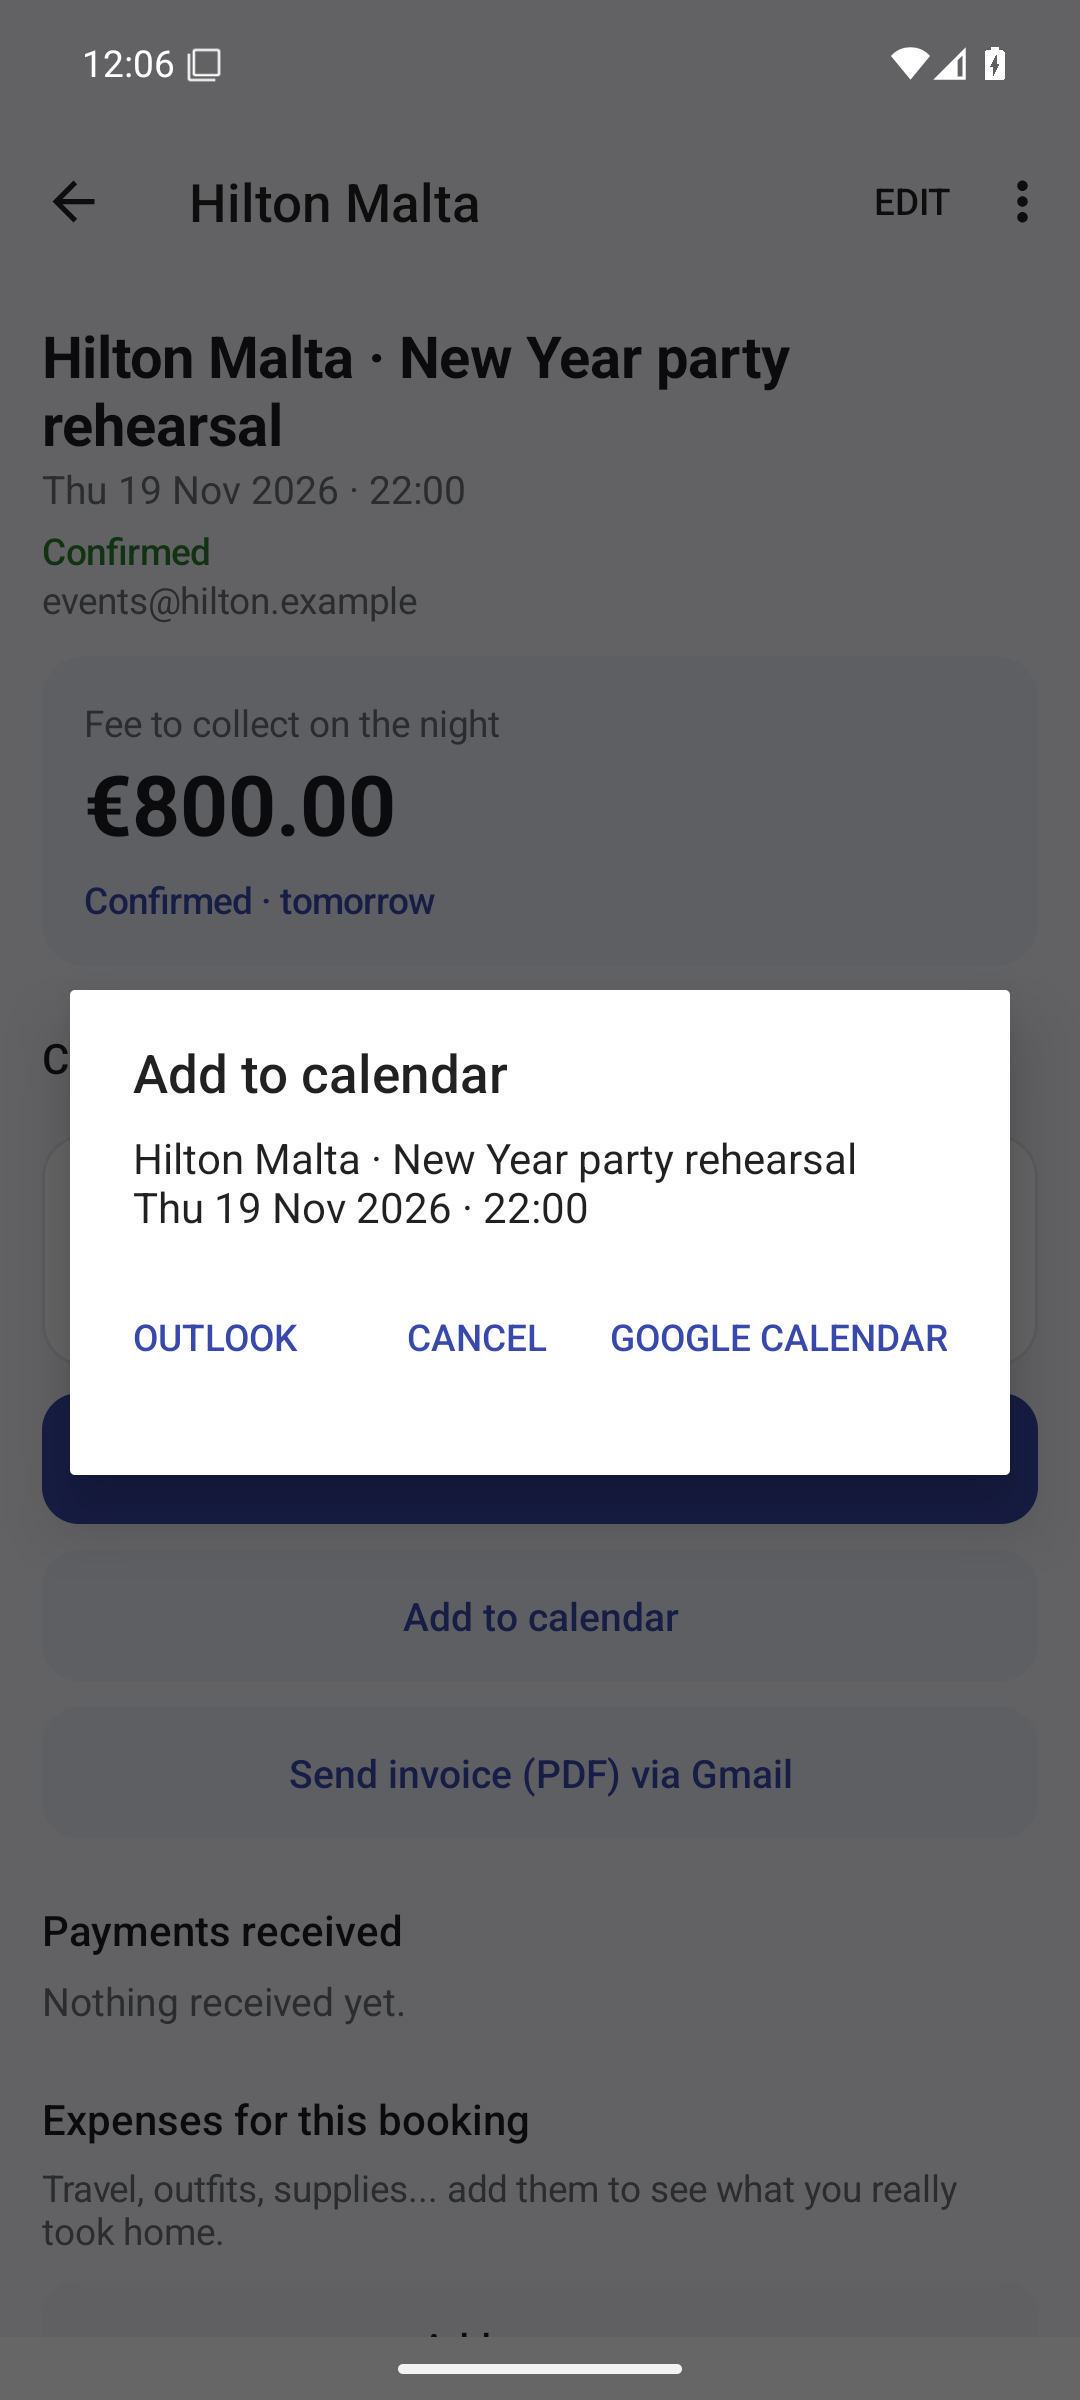 12:06
Hilton Malta
EDIT
Hilton Malta · New Year party
rehearsal
Thu 19 Nov 2026 · 22:00
Confirmed
events@hilton.example
Fee to collect on the night
€800.00
Confirmed · tomorrow
Add to calendar
Hilton Malta · New Year party rehearsal
Thu 19 Nov 2026 · 22:00
OUTLOOK
CANCEL
GOOGLE CALENDAR
Add to calendar
Send invoice (PDF) via Gmail
Payments received
Nothing received yet.
Expenses for this booking
Travel, outfits, supplies... add them to see what you really
took home.